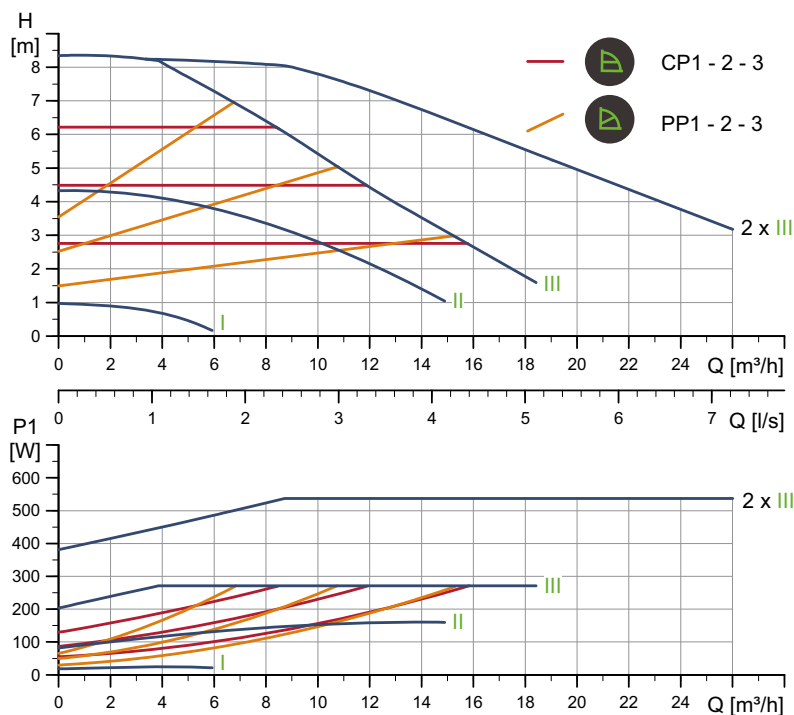 H
[m]
8
7
6
5
4
3
2
1
0
CP1 - 2 - 3
PP1 - 2 - 3
2 x III
III
II
I
0 2 4 6 8 10 12 14 16 18 20 22 24 Q [m³/h]
0 1 2 3 4 5 6 7 Q [l/s]
P1
[W]
600
500
400
300
200
100
0
2 x III
III
II
I
0 2 4 6 8 10 12 14 16 18 20 22 24 Q [m³/h]